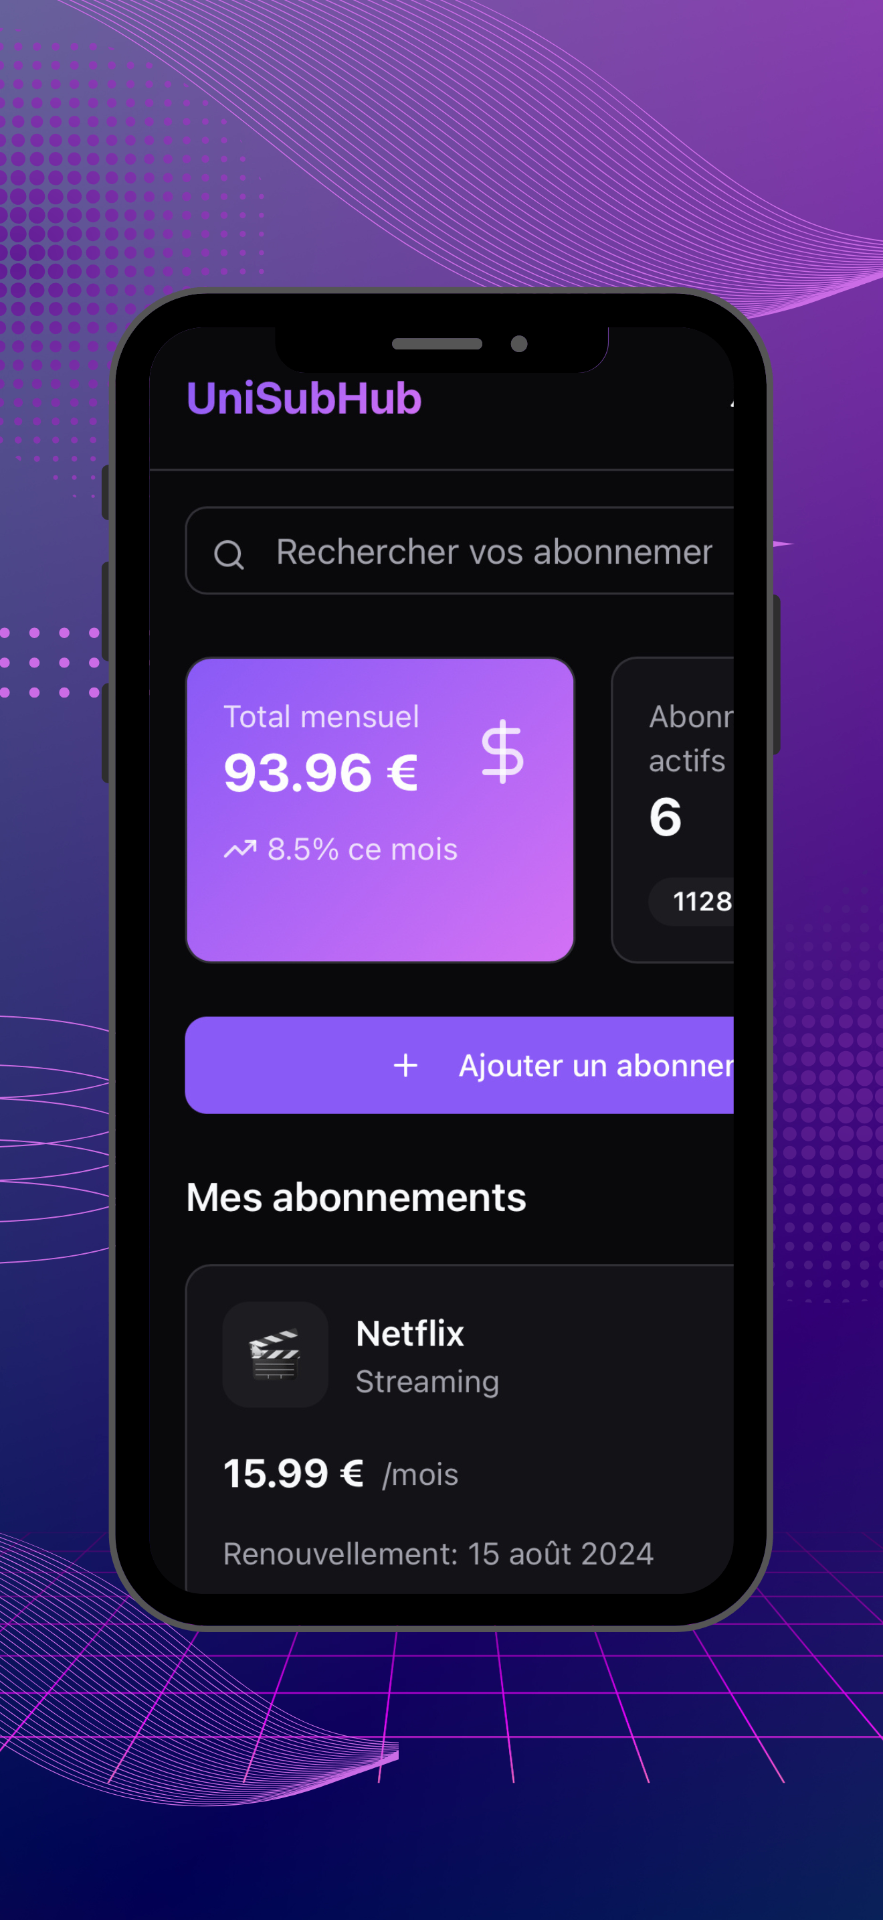 UniSubHub
Rechercher vos abonnemer
Total mensuel
93.96 €
8.5% ce mois
$
Abonr
actifs
6
1128
+ Ajouter un abonner
Mes abonnements
Netflix
Streaming
15.99 € /mois
Renouvellement: 15 août 2024